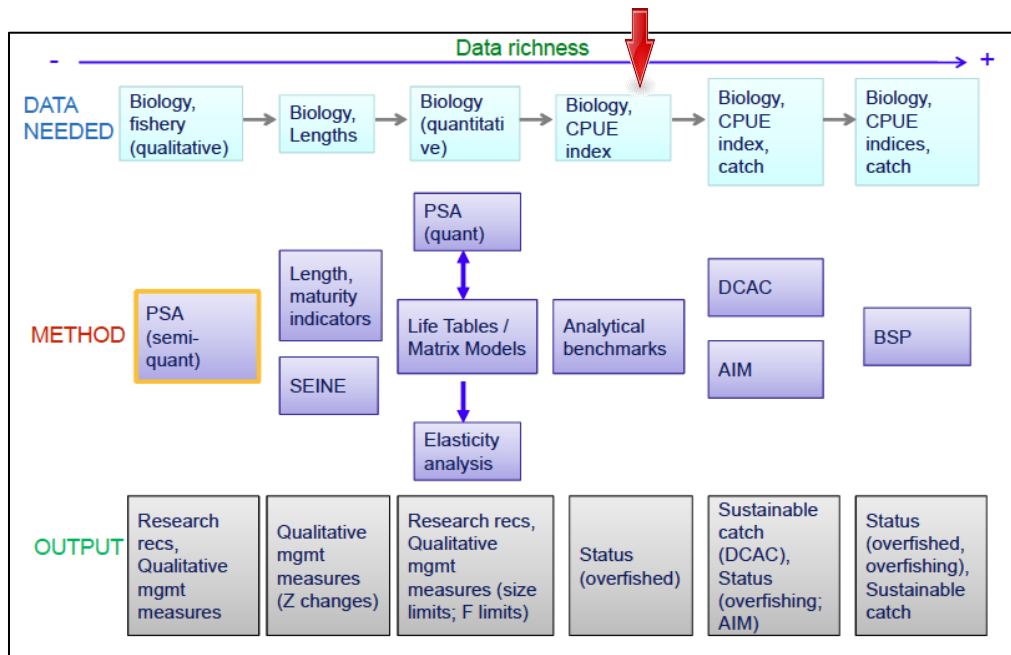 Data richness
-
+
DATA
NEEDED
Biology,
fishery
(qualitative)
Biology,
Lengths
Biology
(quantitati
ve)
Biology,
CPUE
index
Biology,
CPUE
index,
catch
Biology,
CPUE
indices,
catch
METHOD
PSA
(semi-
quant)
Length,
maturity
indicators
SEINE
PSA
(quant)
Life Tables /
Matrix Models
Elasticity
analysis
Analytical
benchmarks
DCAC
AIM
BSP
OUTPUT
Research
recs,
Qualitative
mgmt
measures
Qualitative
mgmt
measures
(Z changes)
Research recs,
Qualitative
mgmt
measures (size
limits; F limits)
Status
(overfished)
Sustainable
catch
(DCAC),
Status
(overfishing;
AIM)
Status
(overfished,
overfishing),
Sustainable
catch